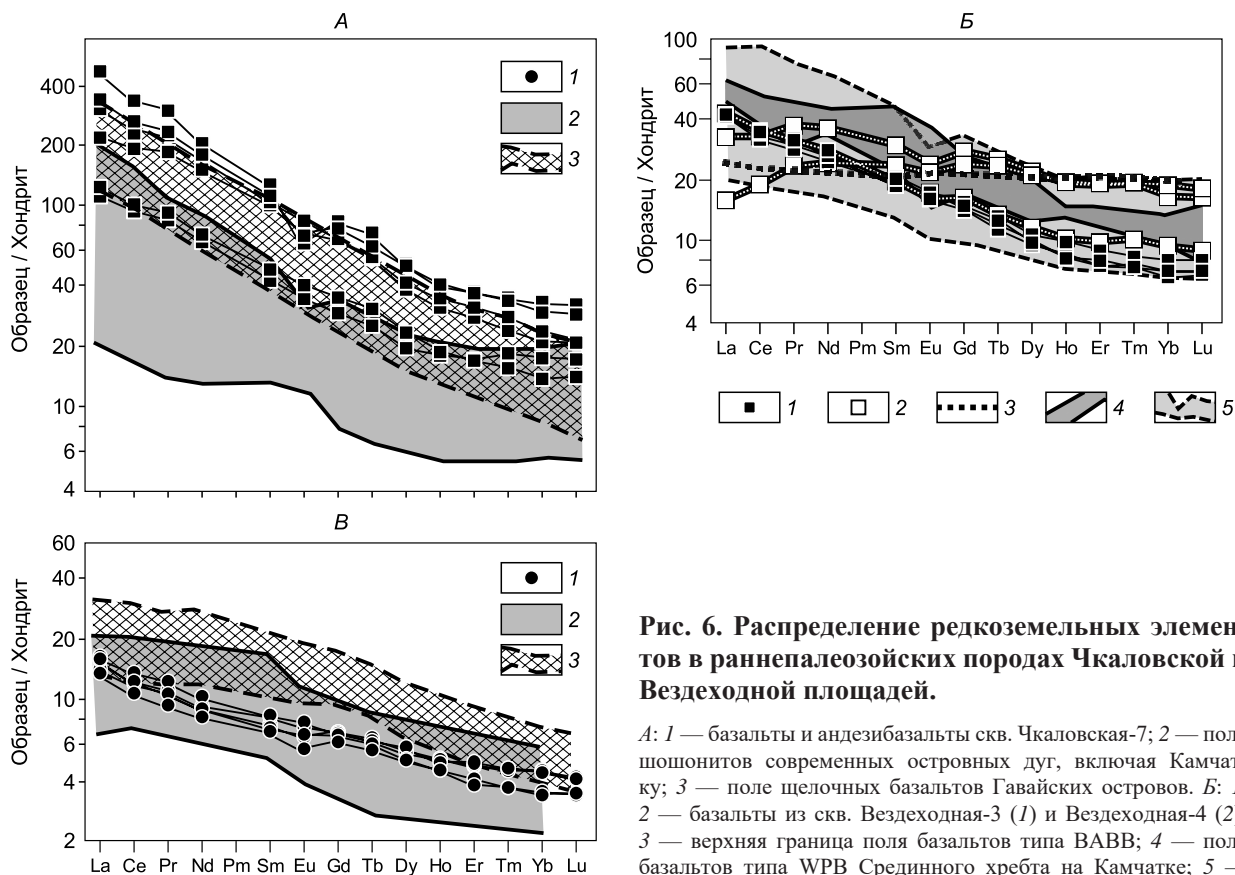 А
Образец / Хондрит
400
200
100
60
40
20
10
6
4
1
2
3
Б
Образец / Хондрит
100
60
40
20
10
6
4
La Ce Pr Nd Pm Sm Eu Gd Tb Dy Ho Er Tm Yb Lu
1 2 3 4 5
В
Образец / Хондрит
60
40
20
10
6
4
2
1
2
3
La Ce Pr Nd Pm Sm Eu Gd Tb Dy Ho Er Tm Yb Lu
Рис. 6. Распределение редкоземельных элемен
тов в раннепалеозойских породах Чкаловской и
Вездеходной площадей.
А: 1 — базальты и андезибазальты скв. Чкаловская-7; 2 — пол
шошонитов современных островных дуг, включая Камчат
ку; 3 — поле щелочных базальтов Гавайских островов. Б: 1
2 — базальты из скв. Вездеходная-3 (1) и Вездеходная-4 (2)
3 — верхняя граница поля базальтов типа BABB; 4 — пол
базальтов типа WPB Срединного хребта на Камчатке; 5 —